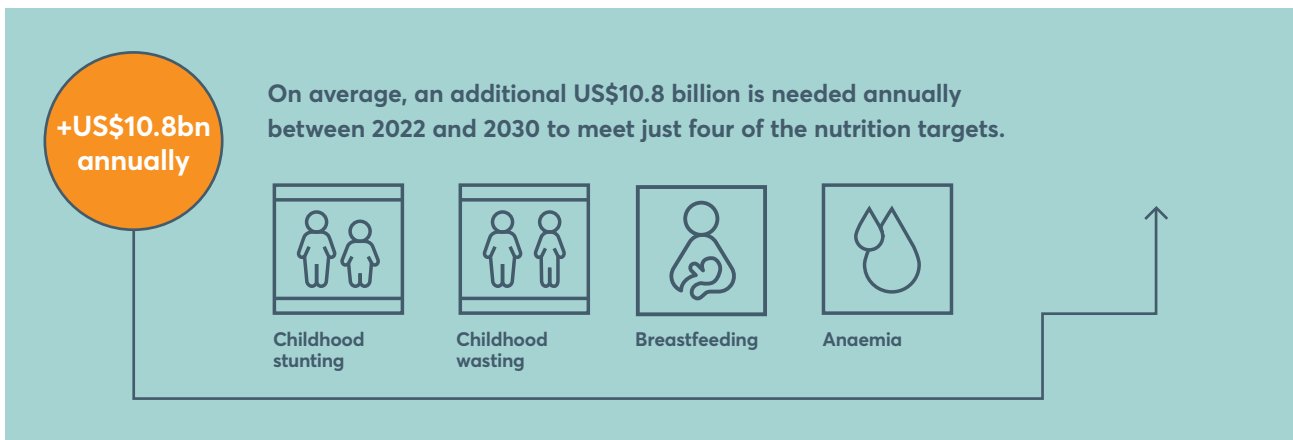 +US$10.8bn
annually
On average, an additional US$10.8 billion is needed annually
between 2022 and 2030 to meet just four of the nutrition targets.
Childhood
stunting
Childhood
wasting
Breastfeeding
Anaemia